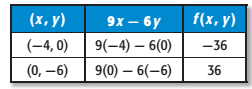 (x, y) 9x – 6y f(x, y)
(–4, 0) 9(–4) – 6(0) –36
(0, –6) 9(0) – 6(–6) 36